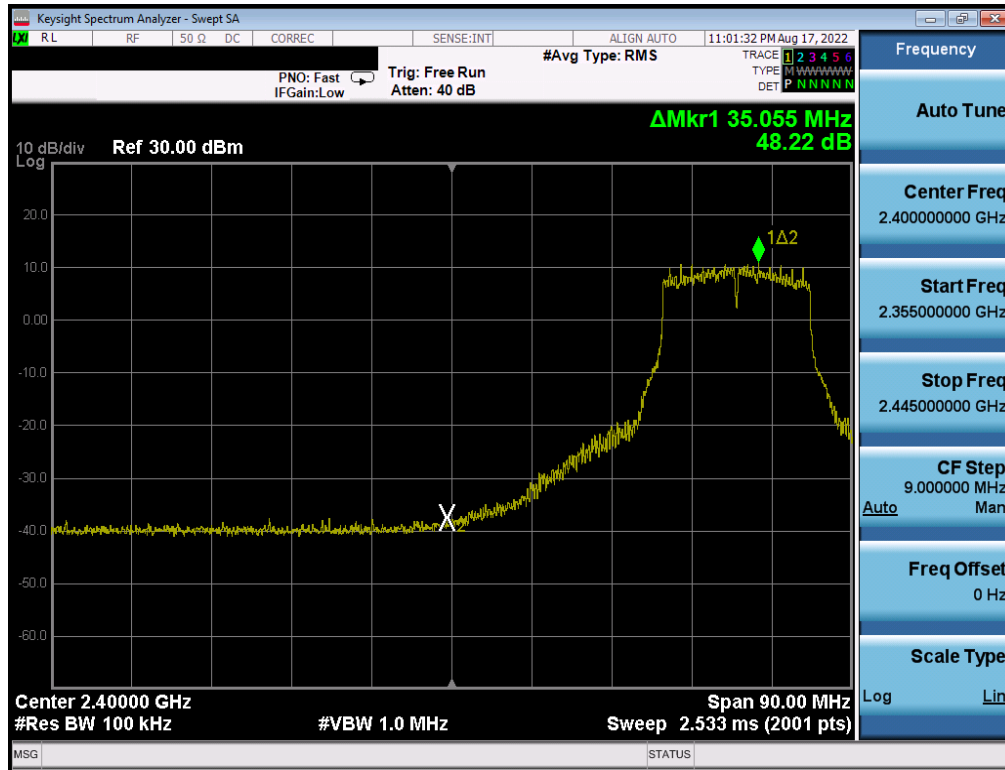 Keysight Spectrum Analyzer - Swept SA
LXI RL RF 50 Ω DC CORREC SENSE:INT ALIGN AUTO 11:01:32 PM Aug 17, 2022
#Avg Type: RMS
TRACE 1 2 3 4 5 6
PNO: Fast
Trig: Free Run
TYPE M WWWWW
IFGain:Low
Atten: 40 dB
DET P N N N N N
ΔMkr1 35.055 MHz
48.22 dB
10 dB/div
Log
Ref 30.00 dBm
20.0
10.0
0.00
-10.0
-20.0
-30.0
-40.0
-50.0
-60.0
1Δ2
X2
Center 2.40000 GHz
Span 90.00 MHz
#Res BW 100 kHz
#VBW 1.0 MHz
Sweep 2.533 ms (2001 pts)
MSG
STATUS
Frequency
Auto Tune
Center Freq
2.400000000 GHz
Start Freq
2.355000000 GHz
Stop Freq
2.445000000 GHz
CF Step
9.000000 MHz
Auto Man
Freq Offset
0 Hz
Scale Type
Log Lin